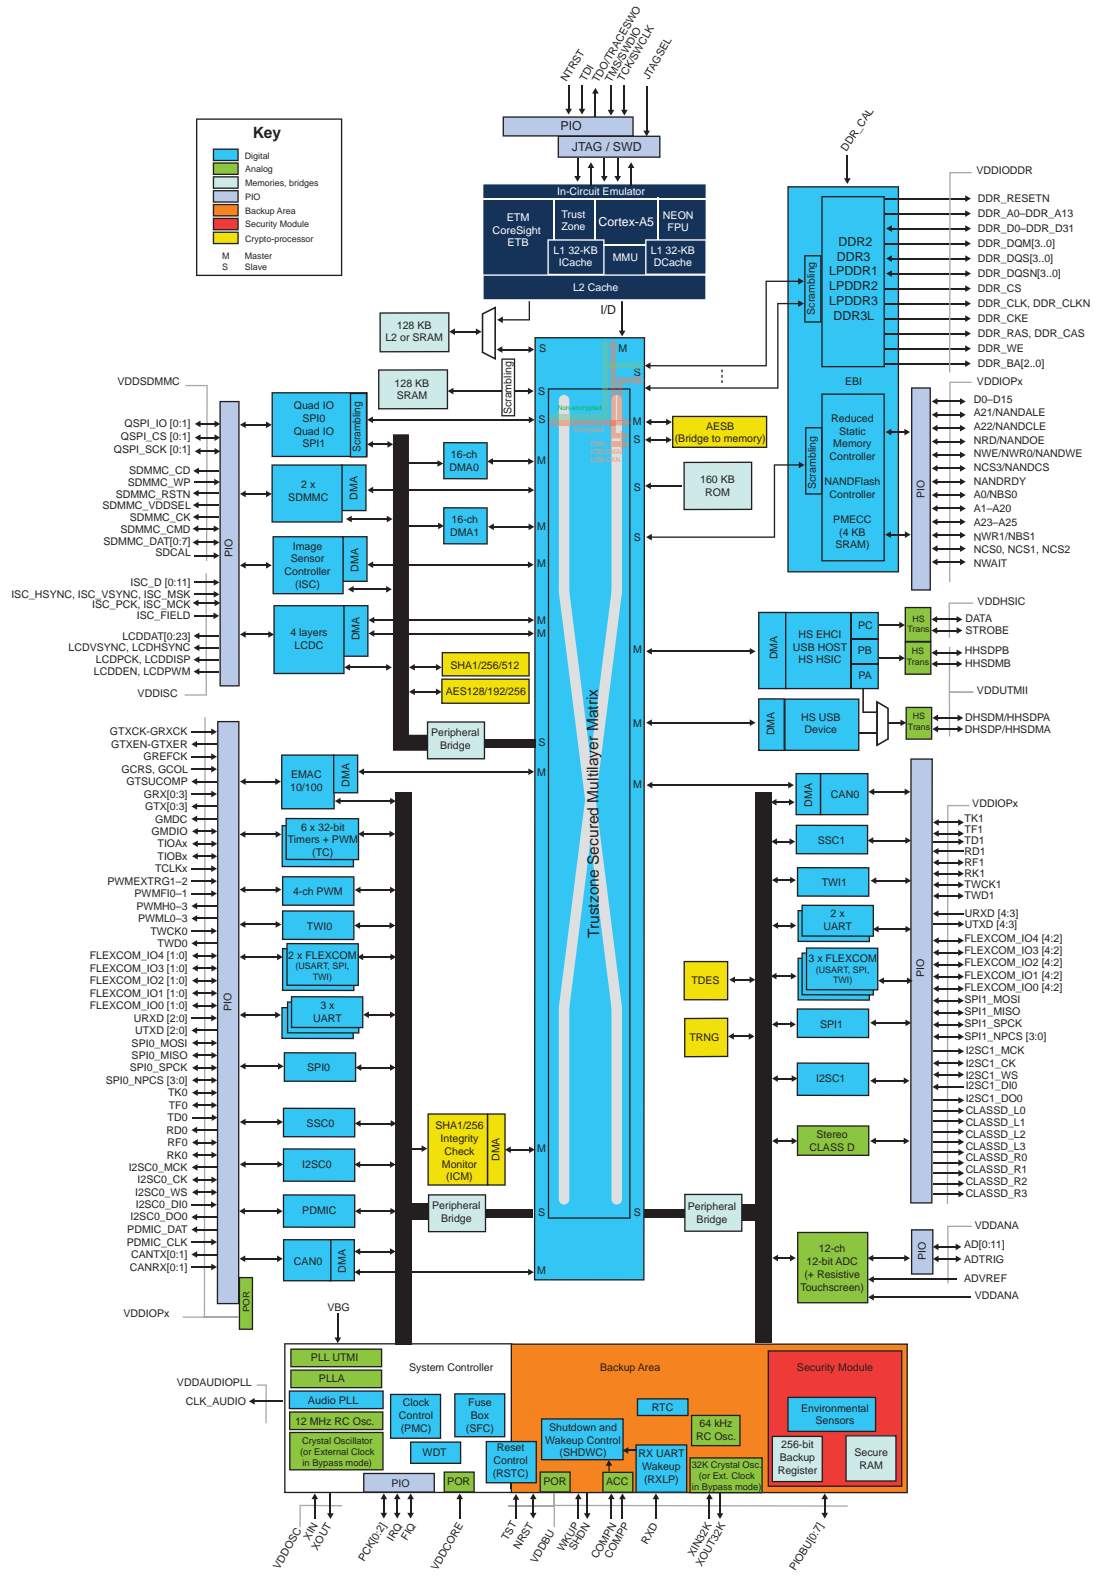 NTRST
TDI
TDO/TRACESWO
TMS/SWDIO
TCK/SWCLK
JTAGSEL
PIO
JTAG / SWD
Key
Digital
Analog
Memories, bridges
PIO
Backup Area
Security Module
Crypto-processor
M Master
S Slave
In-Circuit Emulator
ETM
CoreSight
ETB
Trust
Zone
Cortex-A5
NEON
FPU
L1 32-KB
ICache
MMU
L1 32-KB
DCache
L2 Cache
I/D
DDR_CAL
VDDIODDR
DDR_RESETN
DDR_A0–DDR_A13
DDR_D0–DDR_D31
DDR_DQM[3..0]
DDR_DQS[3..0]
DDR_DQSN[3..0]
DDR_CS
DDR_CLK, DDR_CLKN
DDR_CKE
DDR_RAS, DDR_CAS
DDR_WE
DDR_BA[2..0]
Scrambling
DDR2
DDR3
LPDDR1
LPDDR2
LPDDR3
DDR3L
EBI
Scrambling
Reduced
Static
Memory
Controller
NANDFlash
Controller
PMECC
(4 KB
SRAM)
PIO
VDDIOPx
D0–D15
A21/NANDALE
A22/NANDCLE
NRD/NANDOE
NWE/NWR0/NANDWE
NCS3/NANDCS
NANDRDY
A0/NBS0
A1–A20
A23–A25
NWR1/NBS1
NCS0, NCS1, NCS2
NWAIT
128 KB
L2 or SRAM
128 KB
SRAM
Scrambling
S
S
S
M
S
M
S
Non-encrypted
AESB
(Bridge to memory)
160 KB
ROM
S
S
VDDSDMMC
QSPI_IO [0:1]
QSPI_CS [0:1]
QSPI_SCK [0:1]
SDMMC_CD
SDMMC_WP
SDMMC_RSTN
SDMMC_VDDSEL
SDMMC_CK
SDMMC_CMD
SDMMC_DAT[0:7]
SDCAL
ISC_D [0:11]
ISC_HSYNC, ISC_VSYNC, ISC_MSK
ISC_PCK, ISC_MCK
ISC_FIELD
LCDDAT[0:23]
LCDVSYNC, LCDHSYNC
LCDPCK, LCDDISP
LCDDEN, LCDPWM
VDDISC
PIO
Quad IO
SPI0
Quad IO
SPI1
Scrambling
2 x
SDMMC
DMA
Image
Sensor
Controller
(ISC)
DMA
4 layers
LCDC
DMA
16-ch
DMA0
16-ch
DMA1
SHA1/256/512
AES128/192/256
Peripheral
Bridge
M
M
M
M
M
M
S
M
Trustzone Secured Multilayer Matrix
M
M
M
DMA
HS EHCI
USB HOST
HS HSIC
PC
PB
PA
HS
Trans
HS
Trans
VDDHSIC
DATA
STROBE
HHSDPB
HHSDMB
VDDUTMII
DMA
HS USB
Device
HS
Trans
DHSDM/HHSDPA
DHSDP/HHSDMA
GTXCK-GRXCK
GTXEN-GTXER
GREFCK
GCRS, GCOL
GTSUCOMP
GRX[0:3]
GTX[0:3]
GMDC
GMDIO
TIOAx
TIOBx
TCLKx
PWMEXTRG1–2
PWMFI0–1
PWMH0–3
PWML0–3
TWCK0
TWD0
FLEXCOM_IO4 [1:0]
FLEXCOM_IO3 [1:0]
FLEXCOM_IO2 [1:0]
FLEXCOM_IO1 [1:0]
FLEXCOM_IO0 [1:0]
URXD [2:0]
UTXD [2:0]
SPI0_MOSI
SPI0_MISO
SPI0_SPCK
SPI0_NPCS [3:0]
TK0
TF0
TD0
RD0
RF0
RK0
I2SC0_MCK
I2SC0_CK
I2SC0_WS
I2SC0_DI0
I2SC0_DO0
PDMIC_DAT
PDMIC_CLK
CANTX[0:1]
CANRX[0:1]
VDDIOPx
PIO
POR
EMAC
10/100
DMA
6 x 32-bit
Timers + PWM
(TC)
4-ch PWM
TWI0
2 x FLEXCOM
(USART, SPI,
TWI)
3 x
UART
SPI0
SSC0
I2SC0
PDMIC
CAN0
DMA
SHA1/256
Integrity
Check
Monitor
(ICM)
DMA
Peripheral
Bridge
M
S
M
S
Peripheral
Bridge
TDES
TRNG
DMA
CAN0
SSC1
TWI1
2 x
UART
3 x FLEXCOM
(USART, SPI,
TWI)
SPI1
I2SC1
Stereo
CLASS D
PIO
VDDIOPx
TK1
TF1
TD1
RD1
RF1
RK1
TWCK1
TWD1
URXD [4:3]
UTXD [4:3]
FLEXCOM_IO4 [4:2]
FLEXCOM_IO3 [4:2]
FLEXCOM_IO2 [4:2]
FLEXCOM_IO1 [4:2]
FLEXCOM_IO0 [4:2]
SPI1_MOSI
SPI1_MISO
SPI1_SPCK
SPI1_NPCS [3:0]
I2SC1_MCK
I2SC1_CK
I2SC1_WS
I2SC1_DI0
I2SC1_DO0
CLASSD_L0
CLASSD_L1
CLASSD_L2
CLASSD_L3
CLASSD_R0
CLASSD_R1
CLASSD_R2
CLASSD_R3
12-ch
12-bit ADC
(+ Resistive
Touchscreen)
PIO
VDDANA
AD[0:11]
ADTRIG
ADVREF
VDDANA
VBG
VDDAUDIOPLL
CLK_AUDIO
PLL UTMI
PLLA
Audio PLL
12 MHz RC Osc.
Crystal Oscillator
(or External Clock
in Bypass mode)
System Controller
Clock
Control
(PMC)
Fuse
Box
(SFC)
WDT
PIO
POR
Reset
Control
(RSTC)
Backup Area
Shutdown and
Wakeup Control
(SHDWC)
POR
ACC
RTC
RX UART
Wakeup
(RXLP)
64 kHz
RC Osc.
32K Crystal Osc.
(or Ext. Clock
in Bypass mode)
Security Module
Environmental
Sensors
256-bit
Backup
Register
Secure
RAM
VDDOSC
XIN
XOUT
PCK[0:2]
IRQ
FIQ
VDDCORE
TST
NRST
VDDBU
WKUP
SHDN
COMPN
COMPP
RXD
XIN32K
XOUT32K
PIOBU[0:7]